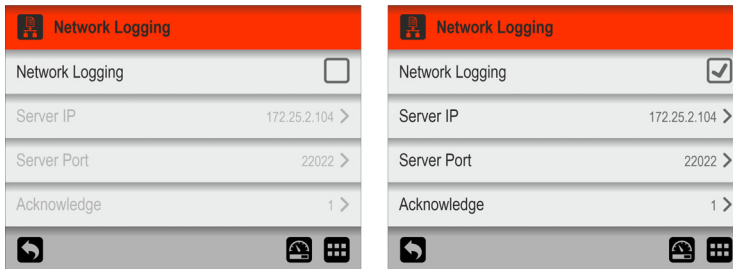 Network Logging
Network Logging
Server IP 172.25.2.104
Server Port 22022
Acknowledge 1
Network Logging
Network Logging
Server IP 172.25.2.104
Server Port 22022
Acknowledge 1